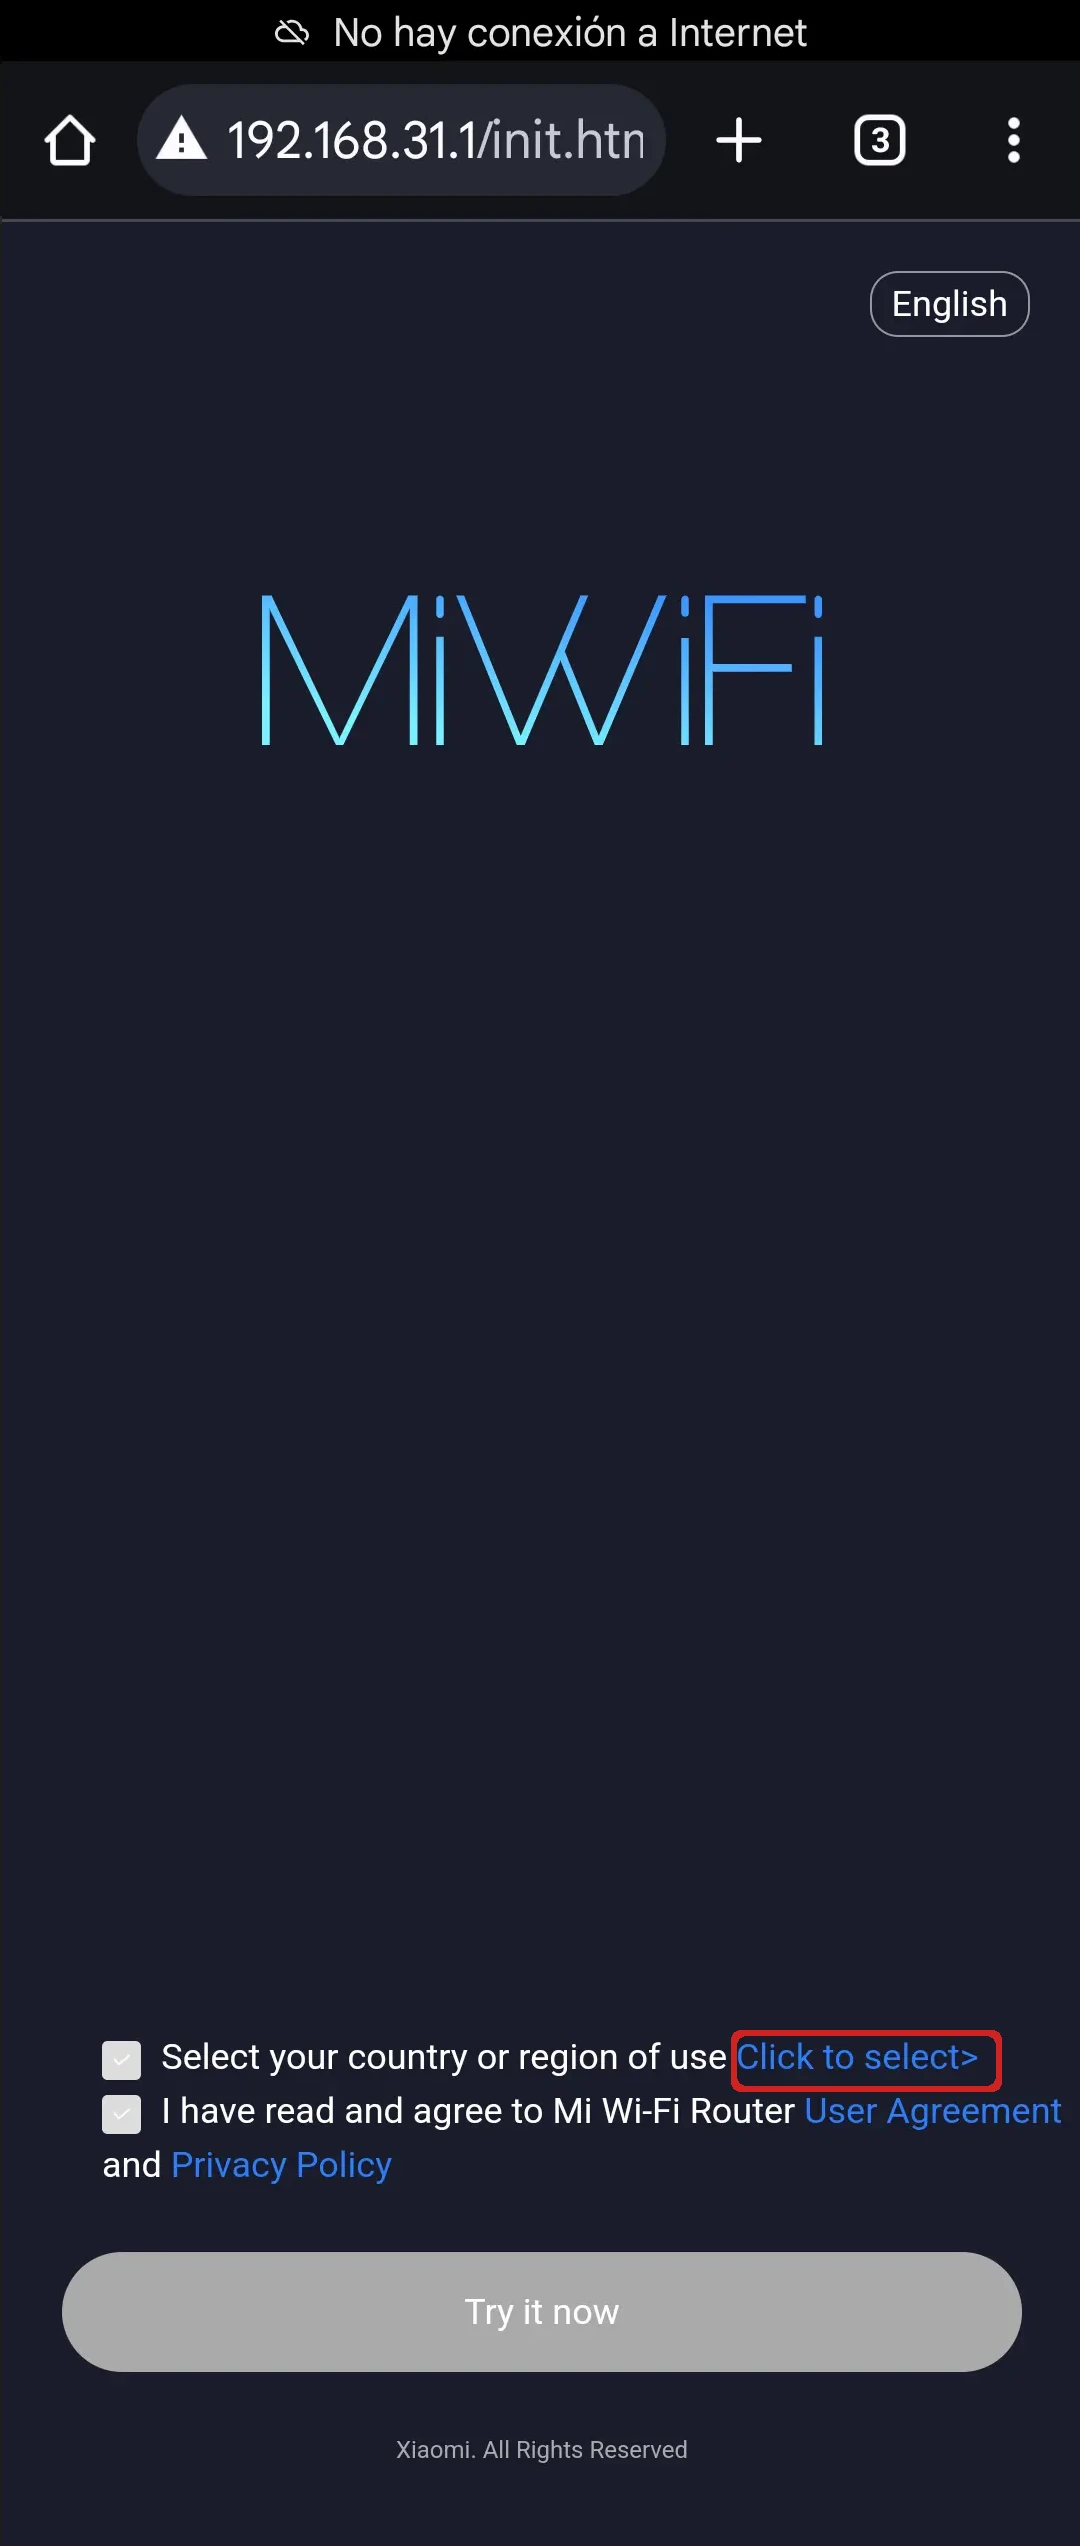 No hay conexión a Internet
192.168.31.1/init.htm
3
English
MiWiFi
Select your country or region of use Click to select>
I have read and agree to Mi Wi-Fi Router User Agreement
and Privacy Policy
Try it now
Xiaomi. All Rights Reserved